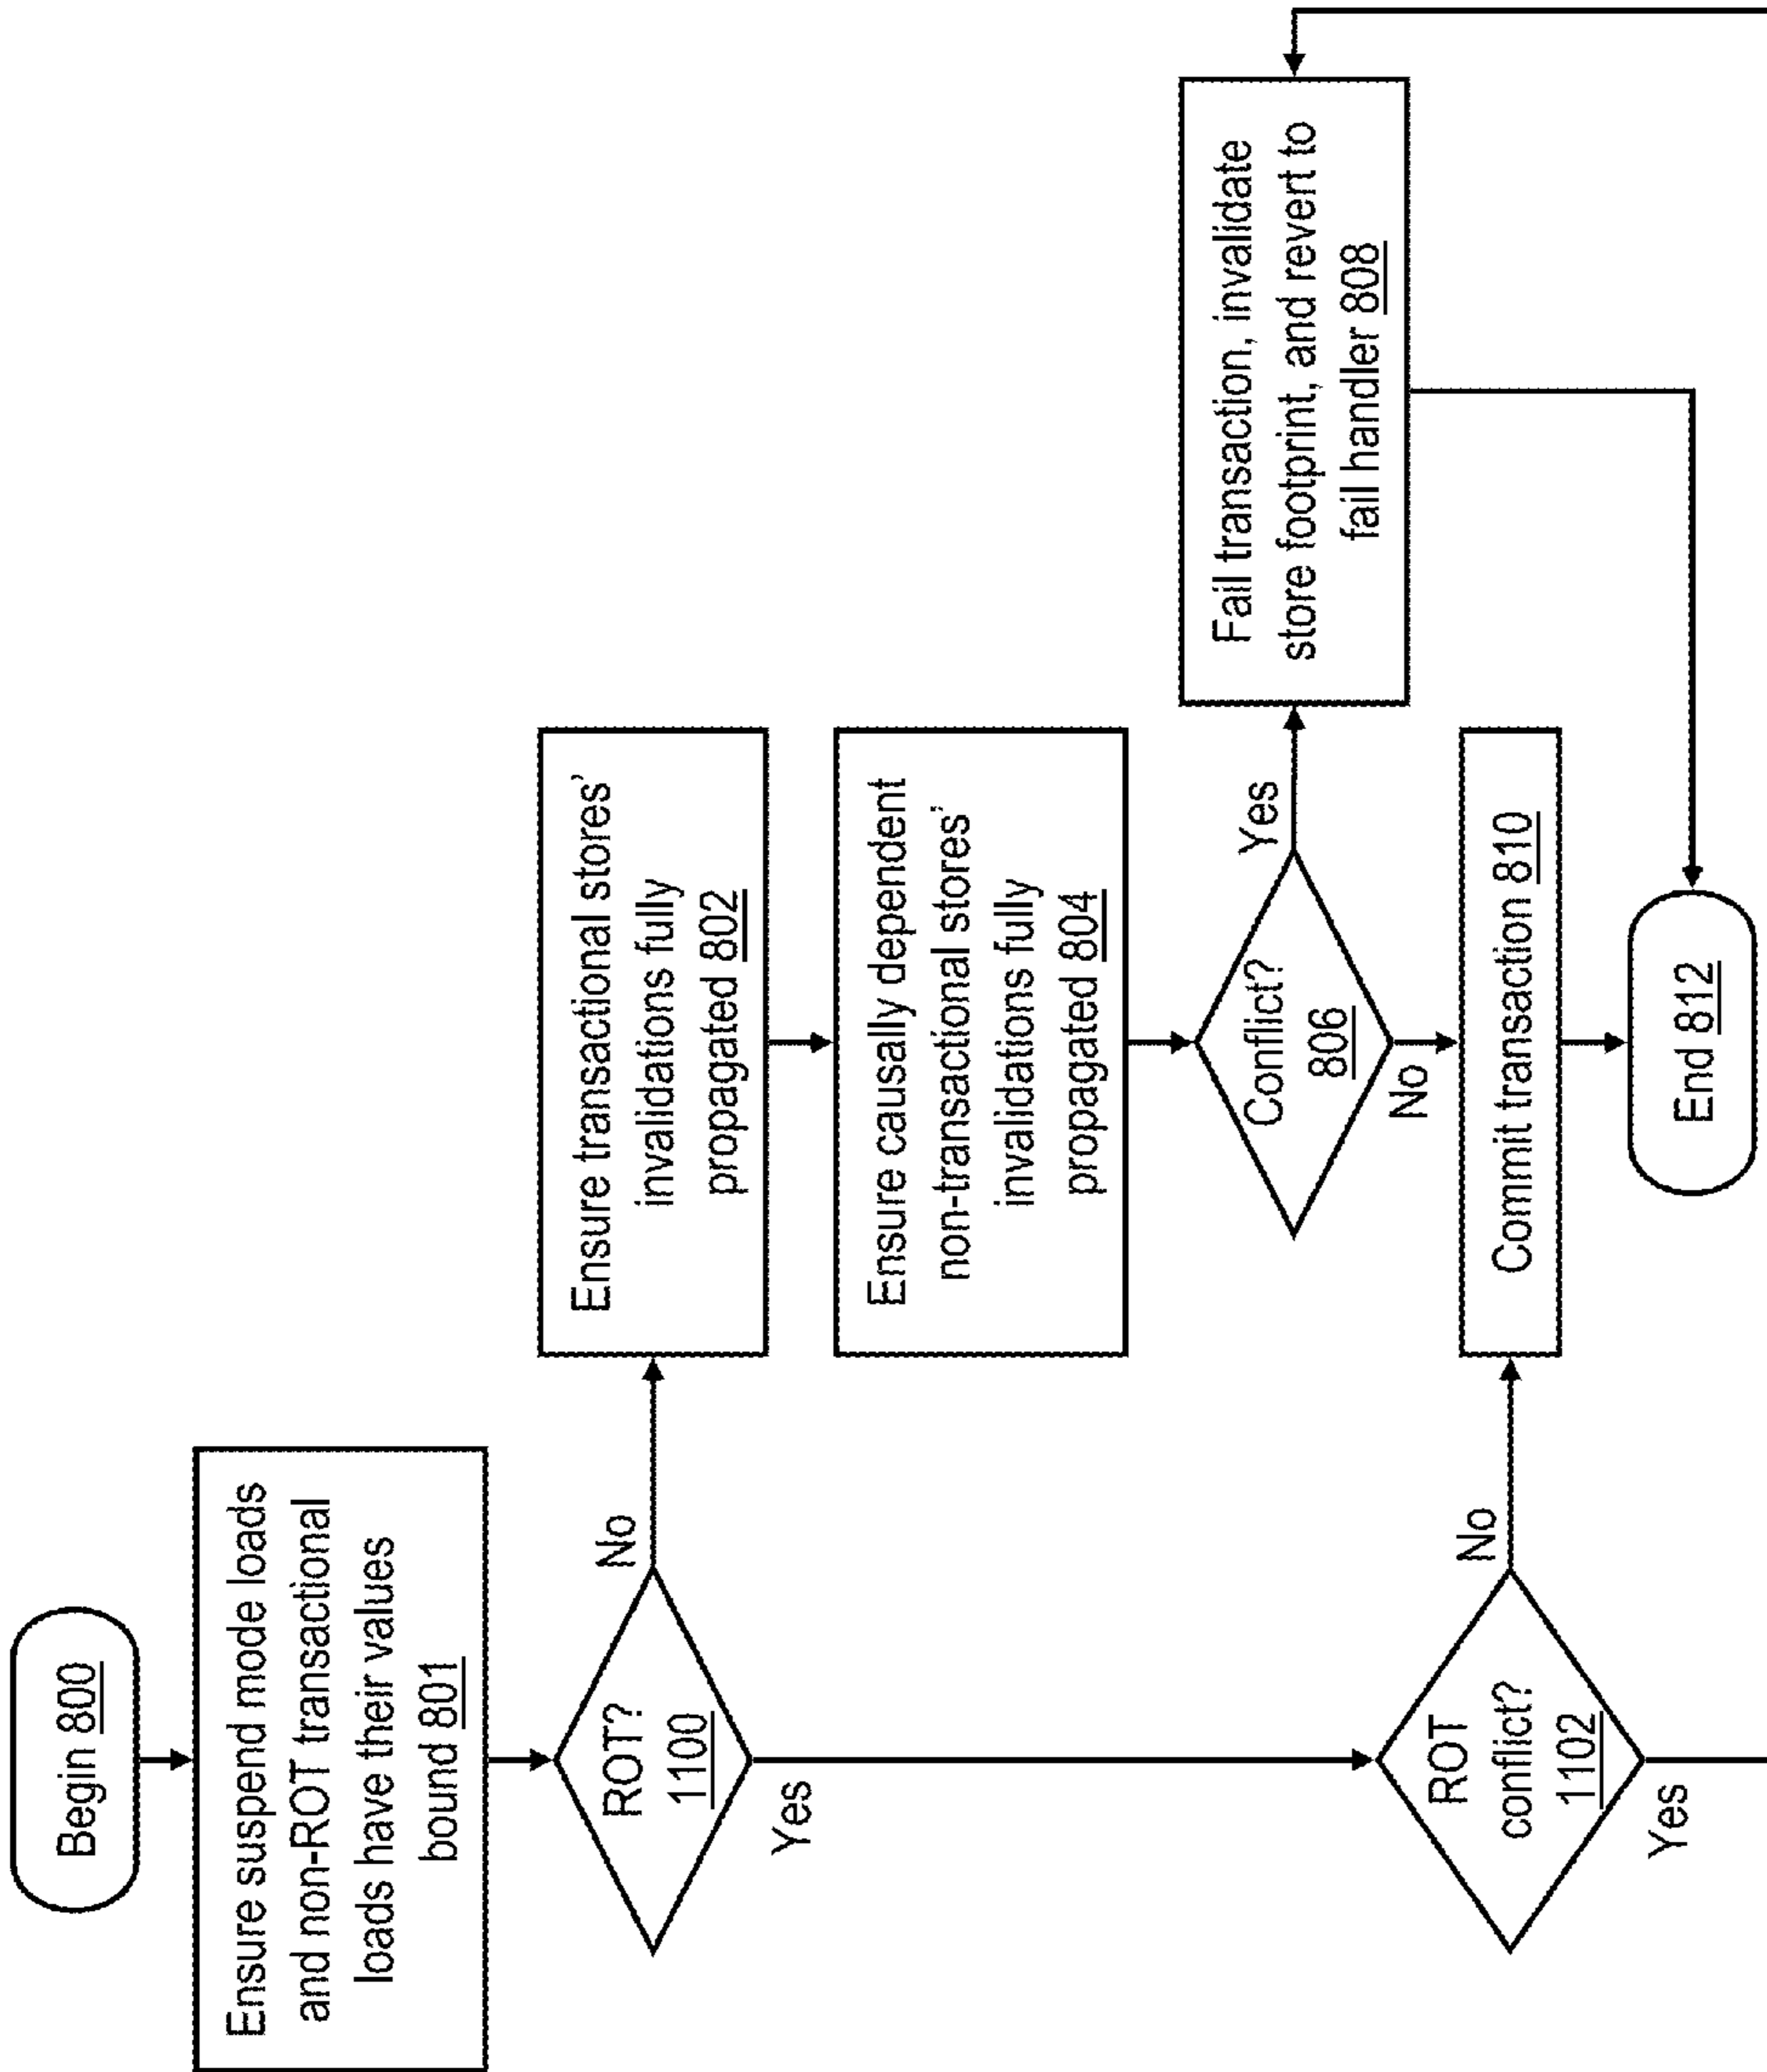 Begin 800
Ensure suspend mode loads
and non-ROT transactional
loads have their values
bound 801
ROT?
1100
No
Yes
Ensure transactional stores'
invalidations fully
propagated 802
Ensure causally dependent
non-transactional stores'
invalidations fully
propagated 804
Conflict?
806
Yes
No
Fail transaction, invalidate
store footprint, and revert to
fail handler 808
ROT
conflict?
1102
No
Yes
Commit transaction 810
End 812